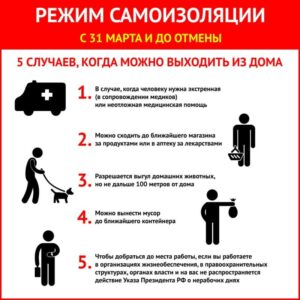 РЕЖИМ САМОИЗОЛЯЦИИ
С 31 МАРТА И ДО ОТМЕНЫ
5 СЛУЧАЕВ, КОГДА МОЖНО ВЫХОДИТЬ ИЗ ДОМА
1. В случае, когда человеку нужна экстренная
(в сопровождении медиков)
или неотложная медицинская помощь
2. Можно сходить до ближайшего магазина
за продуктами или в аптеку за лекарствами
3. Разрешается выгул домашних животных,
но не дальше 100 метров от дома
4. Можно вынести мусор
до ближайшего контейнера
5. Чтобы добраться до места работы, если вы работаете
в организациях жизнеобеспечения, в правоохранительных
структурах, органах власти и на вас не распространяется
действие Указа Президента РФ о нерабочих днях